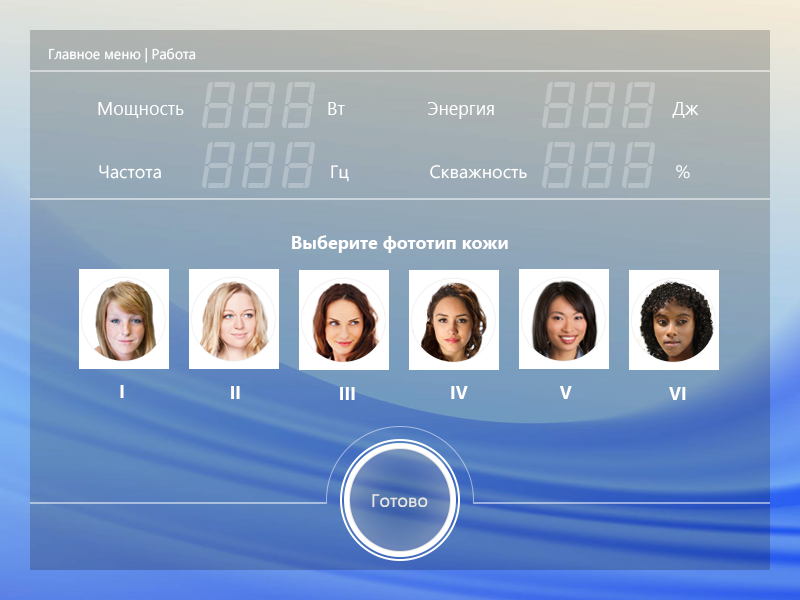 Главное меню | Работа
Мощность 888 Вт Энергия 888 Дж
Частота 888 Гц Скважность 888 %
Выберите фототип кожи
I II III IV V VI
Готово